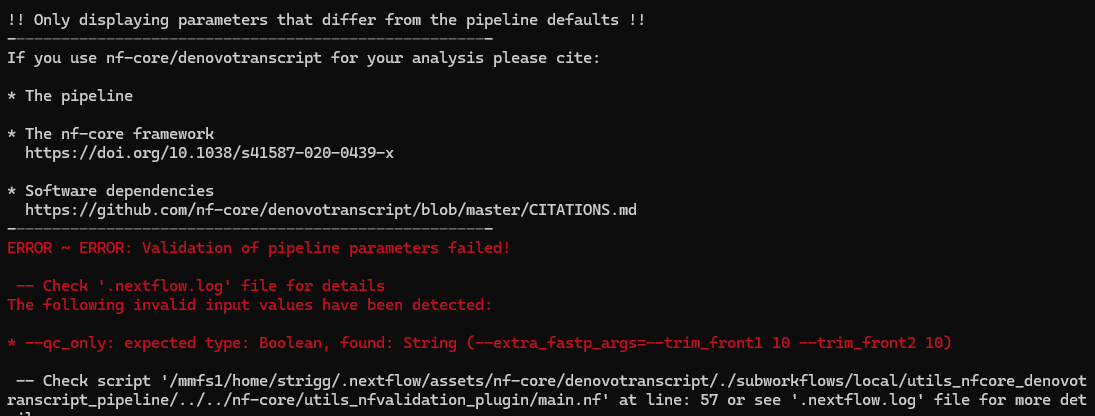 !! Only displaying parameters that differ from the pipeline defaults !!
-----------------------------------------------------
If you use nf-core/denovotranscript for your analysis please cite:
* The pipeline
* The nf-core framework
https://doi.org/10.1038/s41587-020-0439-x
* Software dependencies
https://github.com/nf-core/denovotranscript/blob/master/CITATIONS.md
-----------------------------------------------------
ERROR ~ ERROR: Validation of pipeline parameters failed!
-- Check '.nextflow.log' file for details
The following invalid input values have been detected:
* --qc_only: expected type: Boolean, found: String (--extra_fastp_args=--trim_front1 10 --trim_front2 10)
-- Check script '/mmfs1/home/strigg/.nextflow/assets/nf-core/denovotranscript/./subworkflows/local/utils_nfcore_denovot
ranscript_pipeline/../../nf-core/utils_nfvalidation_plugin/main.nf' at line: 57 or see '.nextflow.log' file for more det